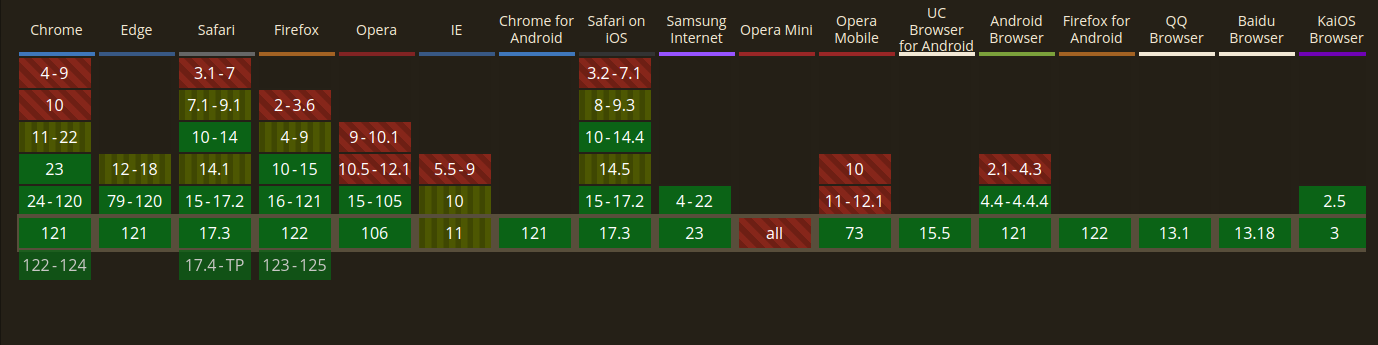 Chrome Edge Safari Firefox Opera IE Chrome for Android Safari on iOS Samsung Internet Opera Mini Opera Mobile UC Browser for Android Android Browser Firefox for Android QQ Browser Baidu Browser KaiOS Browser
4-9 3.1-7 3.2-7.1
10 7.1-9.1 2-3.6 8-9.3
11-22 10-14 4-9 9-10.1 10-14.4
23 12-18 14.1 10-15 10.5-12.1 5.5-9 14.5 10 2.1-4.3
24-120 79-120 15-17.2 16-121 15-105 10 15-17.2 4-22 11-12.1 4.4-4.4.4 2.5
121 121 17.3 122 106 11 121 17.3 23 all 73 15.5 121 122 13.1 13.18 3
122-124 17.4-TP 123-125